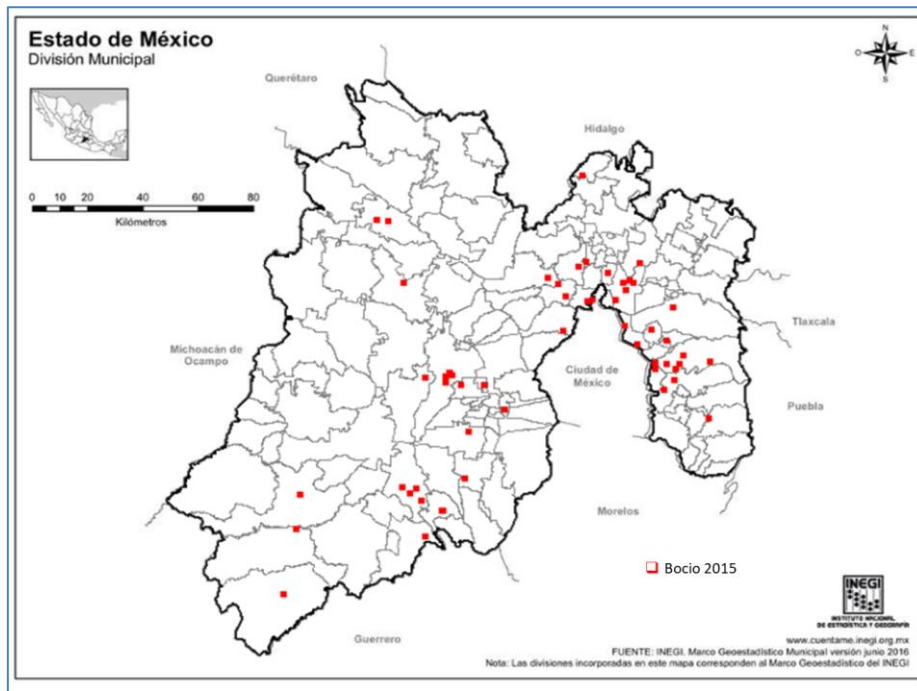 Estado de México
División Municipal
N
O
E
S
Querétaro
Hidalgo
0 10 20 40 60 80
Kilómetros
Tlaxcala
Michoacán de
Ocampo
Ciudad de
México
Puebla
Morelos
Bocio 2015
Guerrero
INEGI
INSTITUTO NACIONAL
DE ESTADÍSTICA Y GEOGRAFÍA
www.cuentame.inegi.org.mx
FUENTE: INEGI. Marco Geoestadístico Municipal versión junio 2016
Nota: Las divisiones incorporadas en este mapa corresponden al Marco Geoestadístico del INEGI